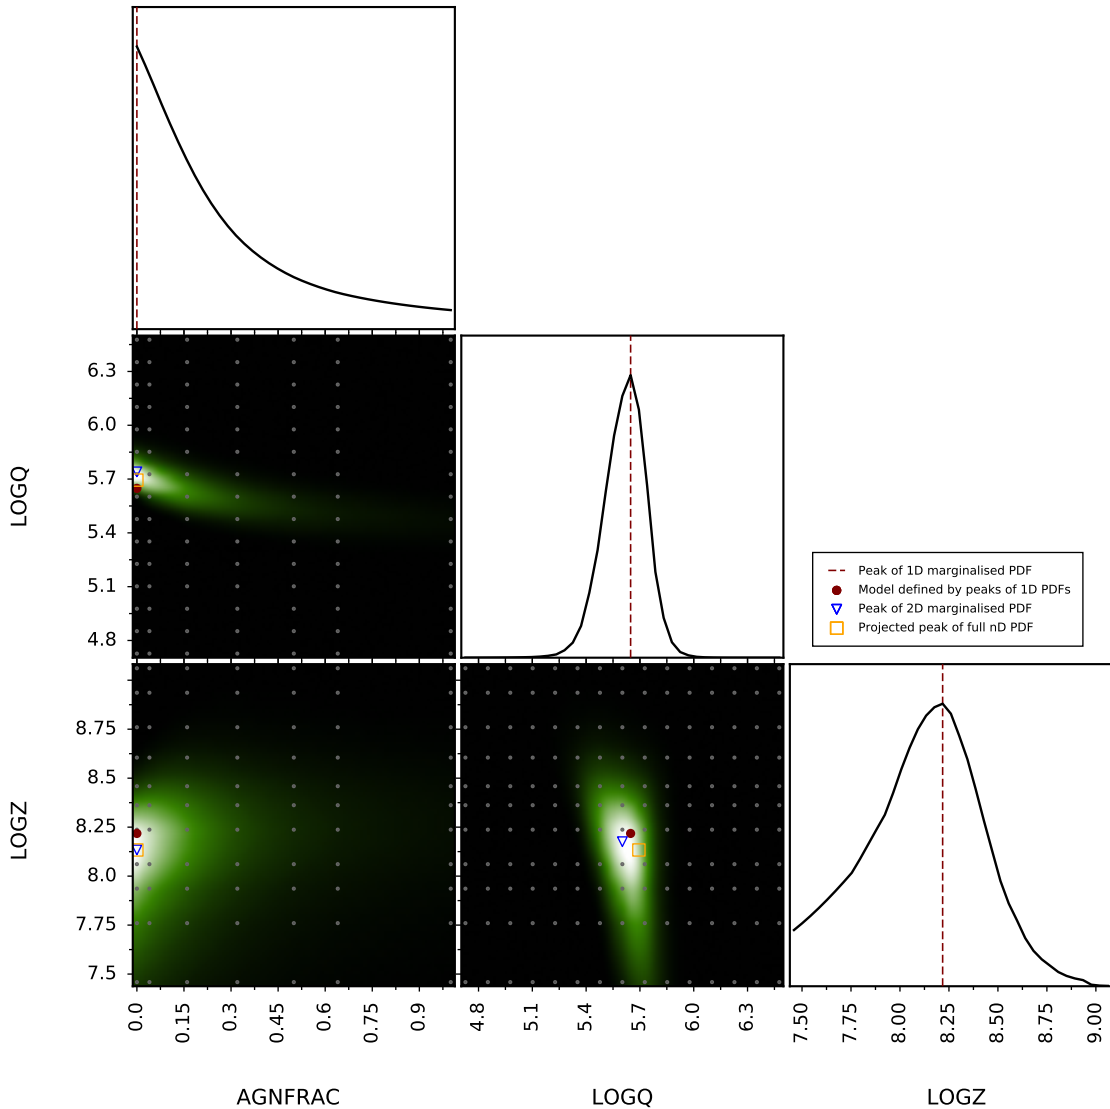 6.3
6.0
5.7
5.4
5.1
4.8
LOGQ
Peak of 1D marginalised PDF
Model defined by peaks of 1D PDFs
Peak of 2D marginalised PDF
Projected peak of full nD PDF
8.75
8.5
8.25
8.0
7.75
7.5
LOGZ
0.0 0.15 0.3 0.45 0.6 0.75 0.9
4.8 5.1 5.4 5.7 6.0 6.3
7.50 7.75 8.00 8.25 8.50 8.75 9.00
AGNFRAC LOGQ LOGZ